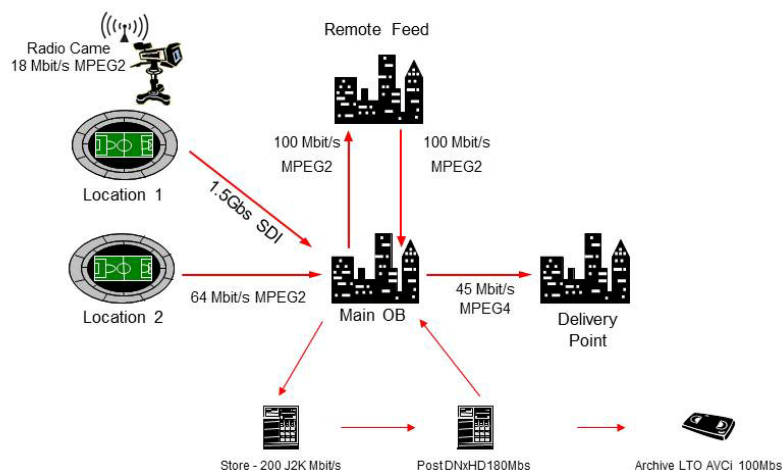 Remote Feed
Radio Came
18 Mbit/s MPEG2
100 Mbit/s
MPEG2
100 Mbit/s
MPEG2
Location 1
1.5Gbs SDI
64 Mbit/s MPEG2
Location 2
Main OB
45 Mbit/s
MPEG4
Delivery
Point
Store - 200 J2K Mbit/s
Post DNxHD180Mbs
Archive LTO AVCi 100Mbs